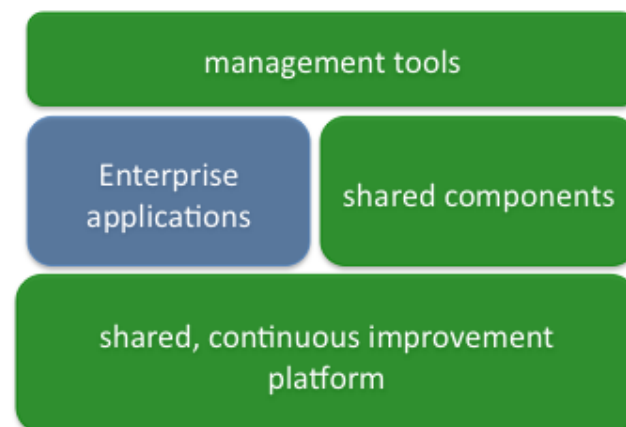 management tools
Enterprise
applications
shared components
shared, continuous improvement
platform